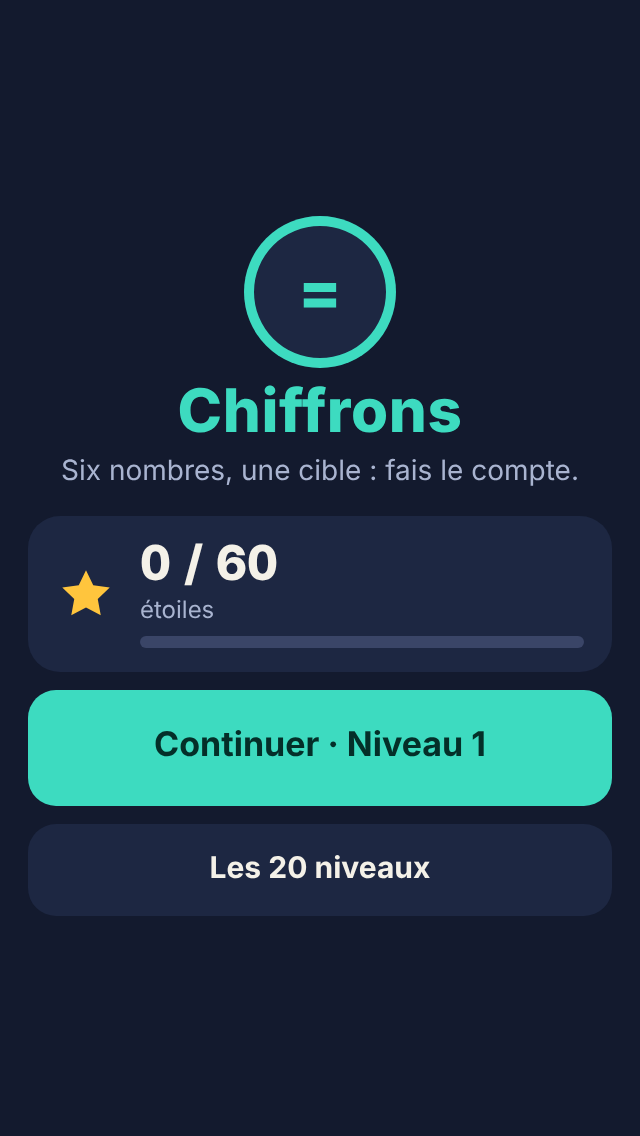 =
Chiffrons
Six nombres, une cible : fais le compte.
0 / 60
étoiles
Continuer · Niveau 1
Les 20 niveaux